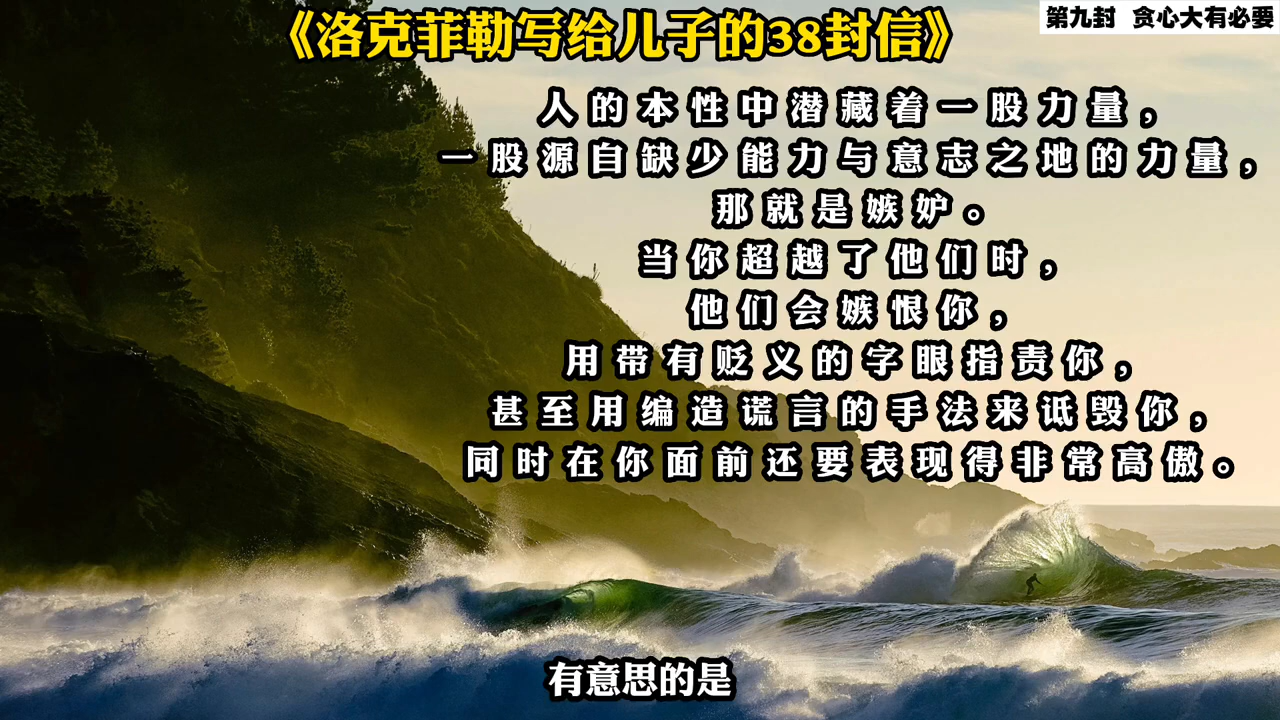 《洛克菲勒写给儿子的38封信》
第九封 贪心大有必要
人的本性中潜藏着一股力量，
一股源自缺少能力与意志之地的力量，
那就是嫉妒。
当你超越了他们时，
他们会嫉恨你，
用带有贬义的字眼指责你，
甚至用编造谎言的手法来诋毁你，
同时在你面前还要表现得非常高傲。
有意思的是